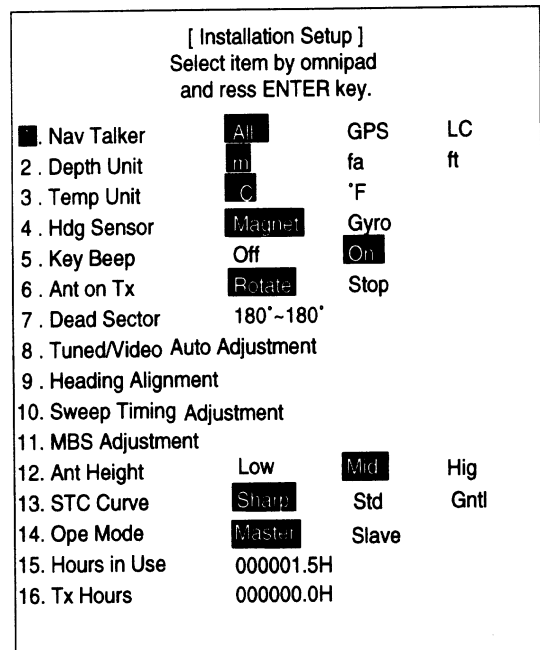 [ Installation Setup ]
Select item by omnipad
and ress ENTER key.
. Nav Talker All GPS LC
2 . Depth Unit m fa ft
3 . Temp Unit C °F
4 . Hdg Sensor Magnet Gyro
5 . Key Beep Off On
6 . Ant on Tx Rotate Stop
7 . Dead Sector 180°~180°
8 . Tuned/Video Auto Adjustment
9 . Heading Alignment
10. Sweep Timing Adjustment
11. MBS Adjustment
12. Ant Height Low Mid Hig
13. STC Curve Sharp Std Gntl
14. Ope Mode Master Slave
15. Hours in Use 000001.5H
16. Tx Hours 000000.0H